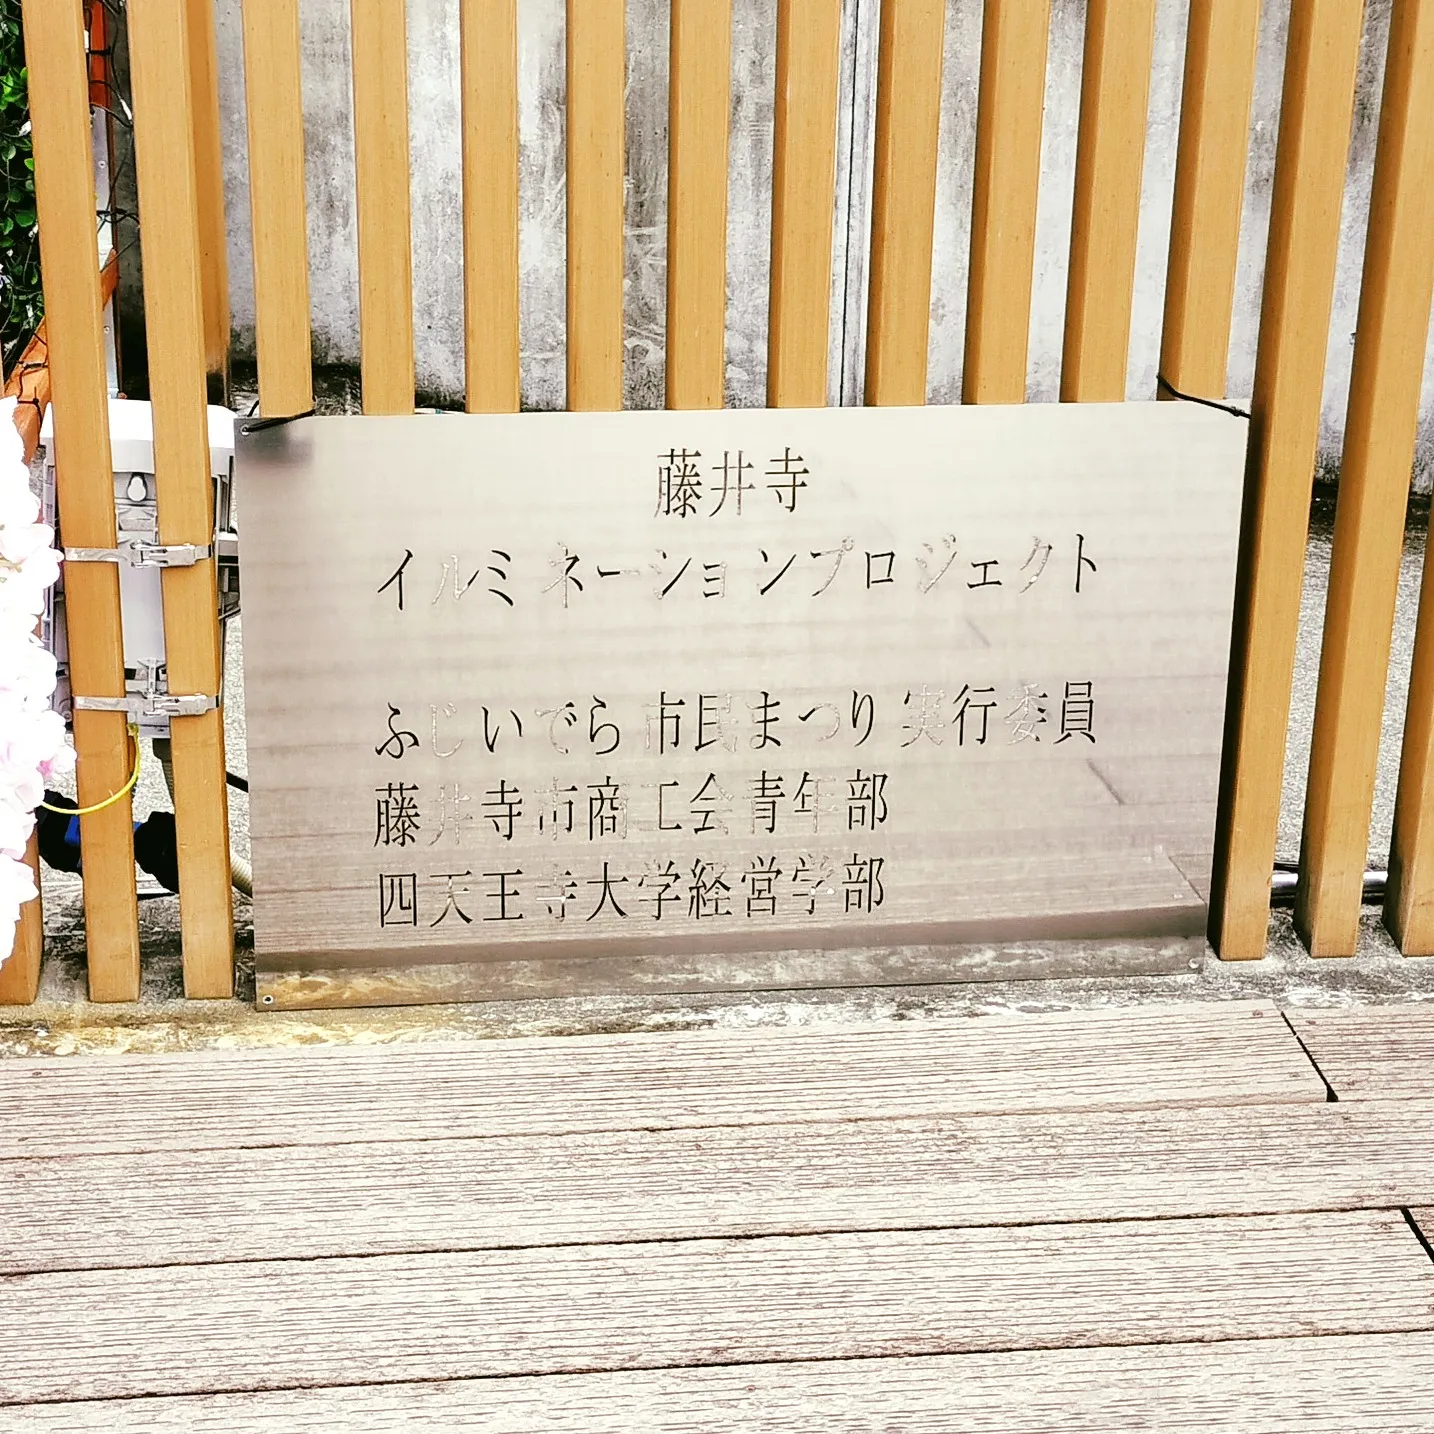 藤井寺
イルミネーションプロジェクト
ふじいでら市民まつり実行委員
藤井寺市商工会青年部
四天王寺大学経営学部